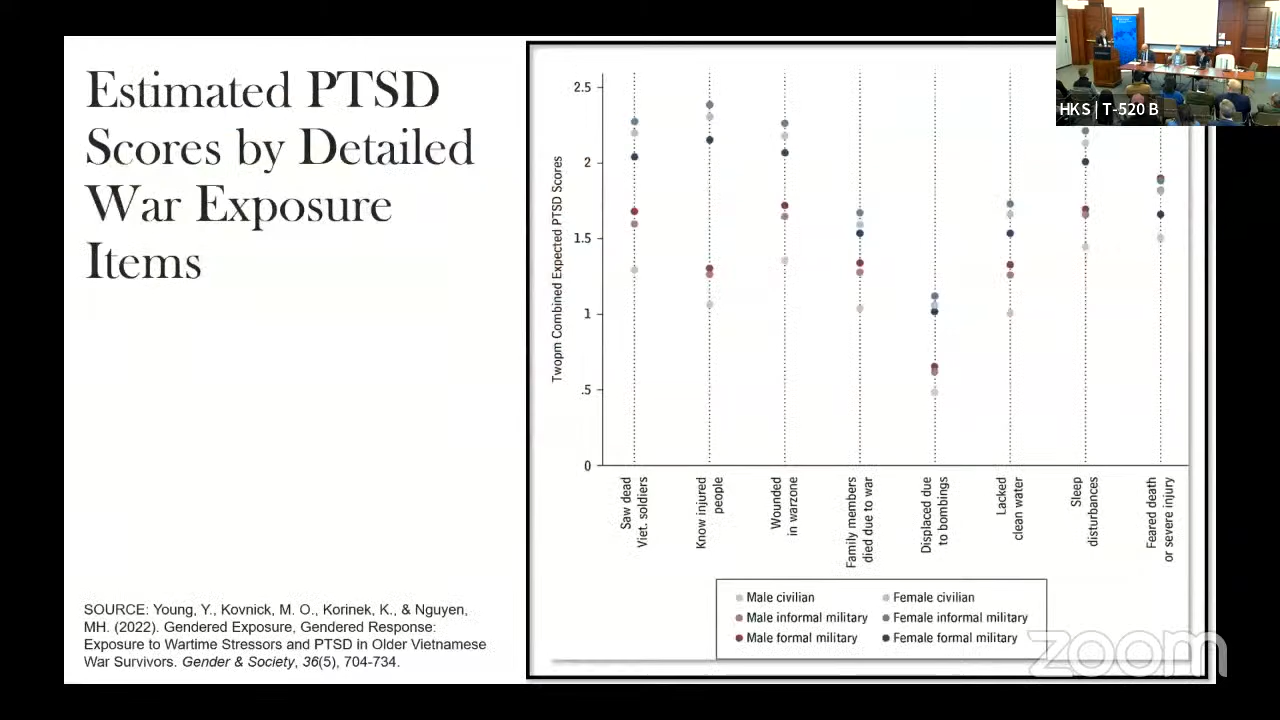 Estimated PTSD
Scores by Detailed
War Exposure
Items
SOURCE: Young, Y., Kovnick, M. O., Korinek, K., & Nguyen,
MH. (2022). Gendered Exposure, Gendered Response:
Exposure to Wartime Stressors and PTSD in Older Vietnamese
War Survivors. Gender & Society, 36(5), 704-734.
HKS | T-520 B
Twopm Combined Expected PTSD Scores
2.5
2
1.5
1
.5
0
Saw dead
Viet. soldiers
Know injured
people
Wounded
in warzone
Family members
died due to war
Displaced due
to bombings
Lacked
clean water
Sleep
disturbances
Feared death
or severe injury
Male civilian
Female civilian
Male informal military
Female informal military
Male formal military
Female formal military
zoom